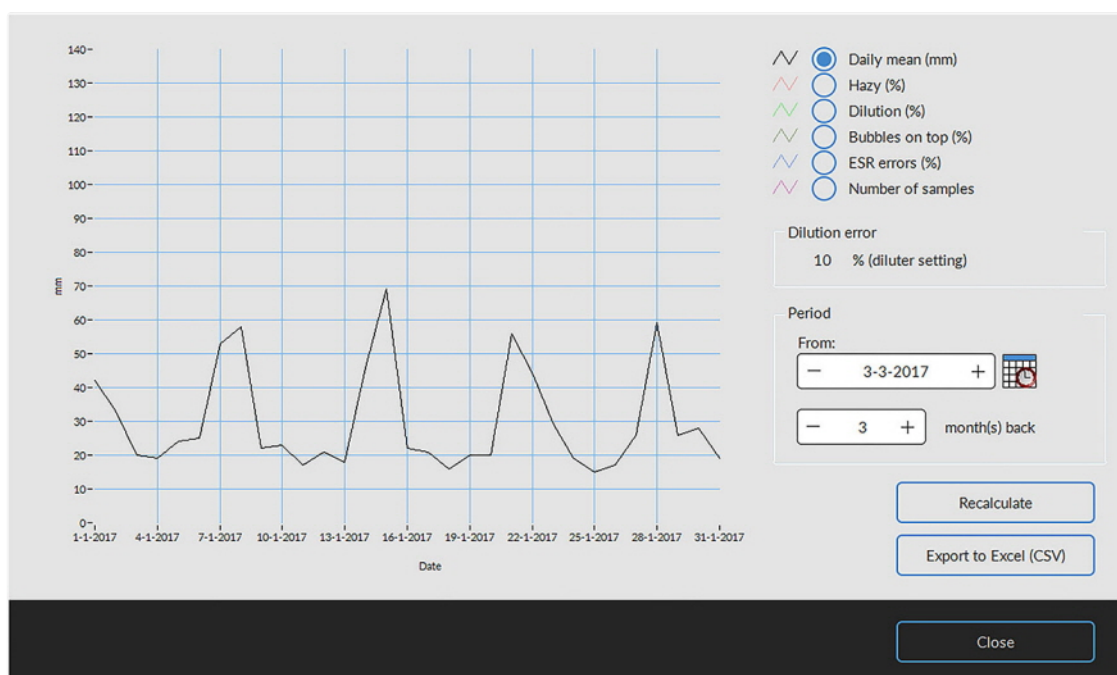 140
130
120
110
100
90
80
70
60
50
40
30
20
10
0
mm
1-1-2017 4-1-2017 7-1-2017 10-1-2017 13-1-2017 16-1-2017 19-1-2017 22-1-2017 25-1-2017 28-1-2017 31-1-2017
Date
Daily mean (mm)
Hazy (%)
Dilution (%)
Bubbles on top (%)
ESR errors (%)
Number of samples
Dilution error
10 % (diluter setting)
Period
From:
− 3-3-2017 +
− 3 + month(s) back
Recalculate
Export to Excel (CSV)
Close